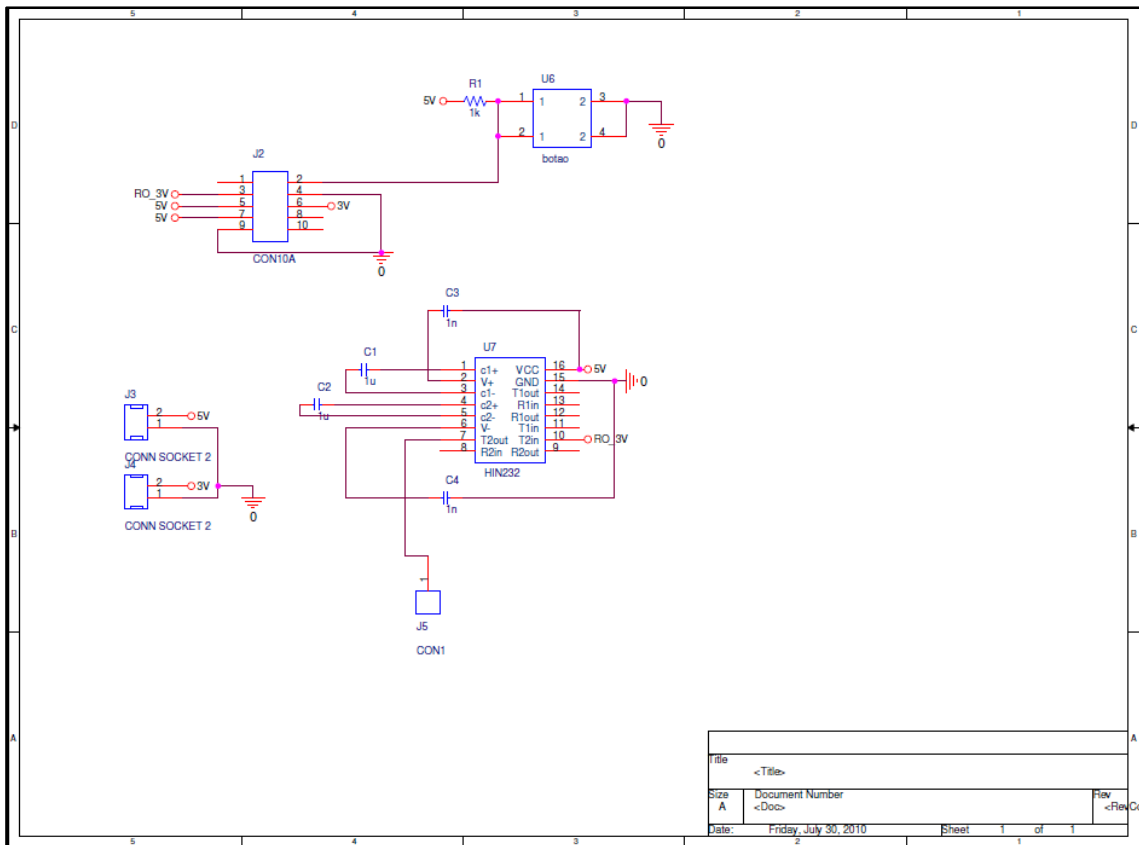 5 4 3 2 1
D D
C C
B B
A A
R1
5V
1k
U6
1 1 2 3
2 1 2 4
botao
0
J2
1 2
RO_3V 3 4
5V 5 6 3V
5V 7 8
9 10
CON10A
0
C3
1n
U7
C1
1u
C2
1u
1 c1+ VCC 16 5V
2 V+ GND 15 0
3 c1- T1out 14
4 c2+ R1in 13
5 c2- R1out 12
6 V- T1in 11
7 T2out T2in 10 RO_3V
8 R2in R2out 9
HIN232
C4
1n
J3
2 5V
1
CONN SOCKET 2
J4
2 3V
1
CONN SOCKET 2
0
1
J5
CON1
Title
<Title>
Size Document Number Rev
A <Doc> <RevCo
Date: Friday, July 30, 2010 Sheet 1 of 1
5 4 3 2 1